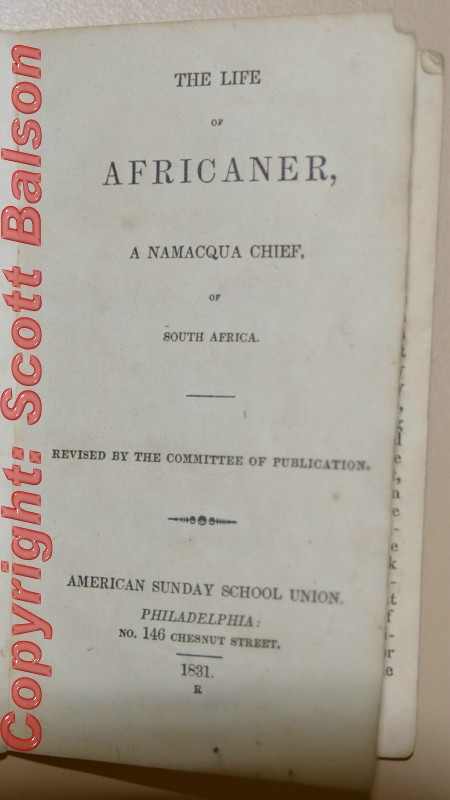 THE LIFE
OF
AFRICANER,
A NAMACQUA CHIEF,
OF
SOUTH AFRICA.
REVISED BY THE COMMITTEE OF PUBLICATION.
AMERICAN SUNDAY SCHOOL UNION.
PHILADELPHIA:
NO. 146 CHESNUT STREET.
1831.
R
Copyright: Scott Balson